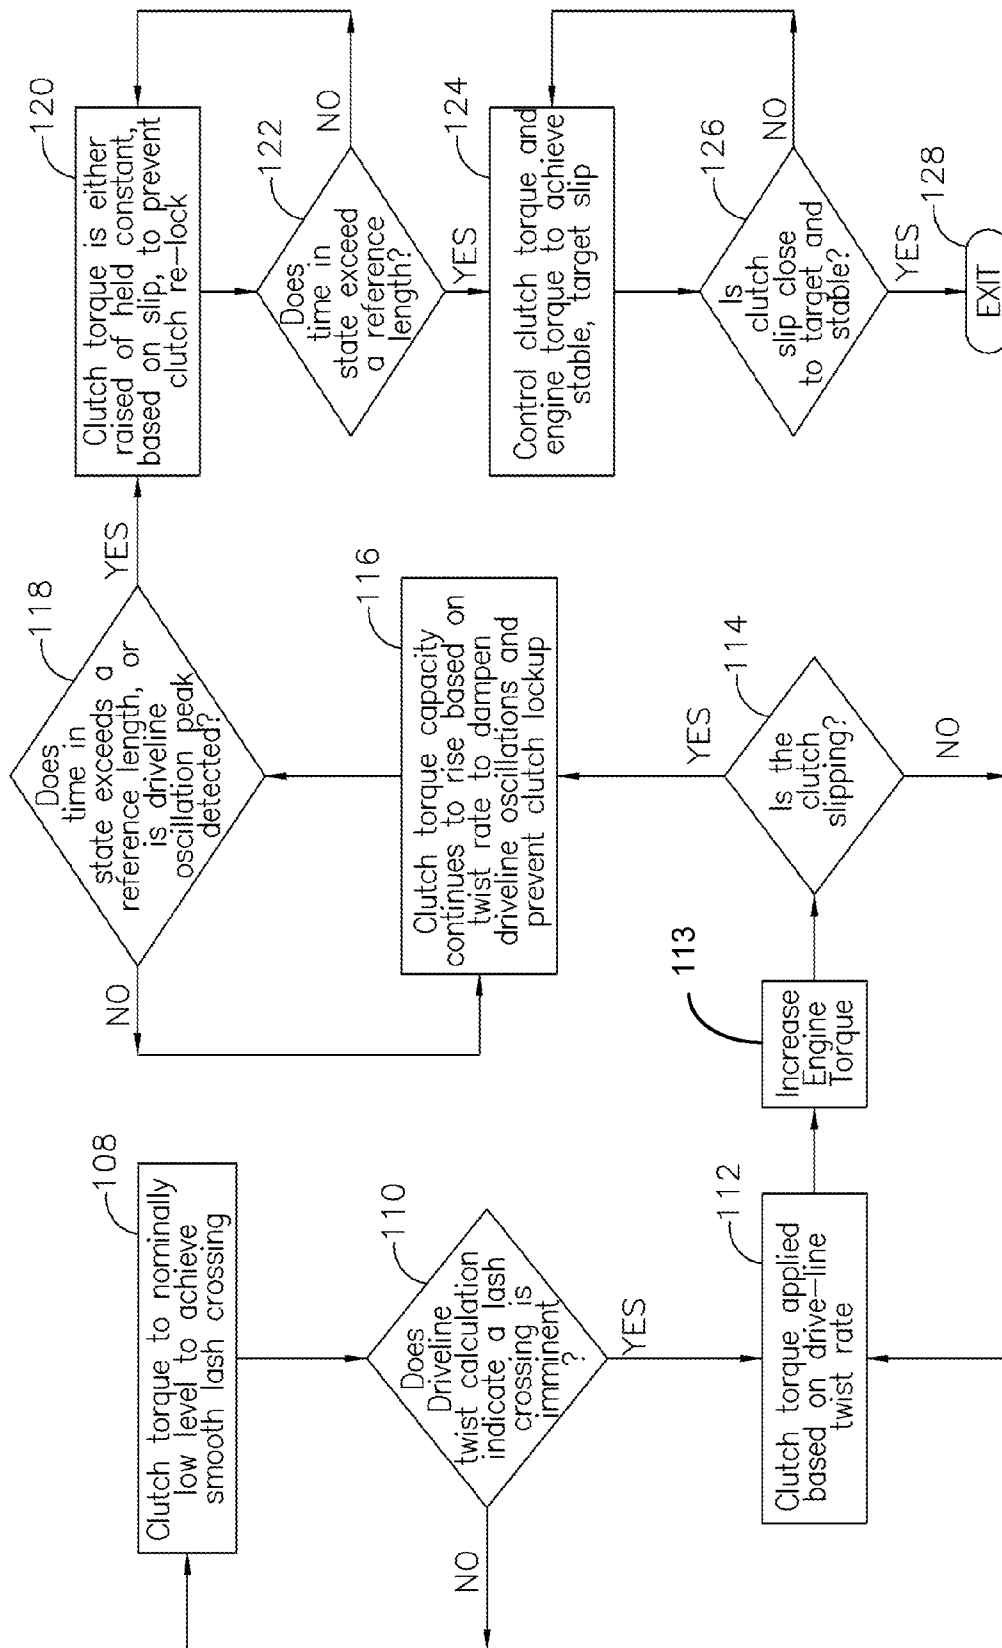 108
Clutch torque to nominally
low level to achieve
smooth lash crossing
110
Does
Driveline
twist calculation
indicate a lash
crossing is
imminent
?
NO
YES
112
Clutch torque applied
based on drive-line
twist rate
113
Increase
Engine
Torque
114
Is the
clutch
slipping?
NO
YES
116
Clutch torque capacity
continues to rise based on
twist rate to dampen
driveline oscillations and
prevent clutch lockup
118
Does
time in
state exceeds a
reference length, or
is driveline
oscillation peak
detected?
NO
YES
120
Clutch torque is either
raised of held constant,
based on slip, to prevent
clutch re-lock
122
Does
time in
state exceed
a reference
length?
NO
YES
124
Control clutch torque and
engine torque to achieve
stable, target slip
126
Is
clutch
slip close
to target and
stable?
NO
YES
128
EXIT